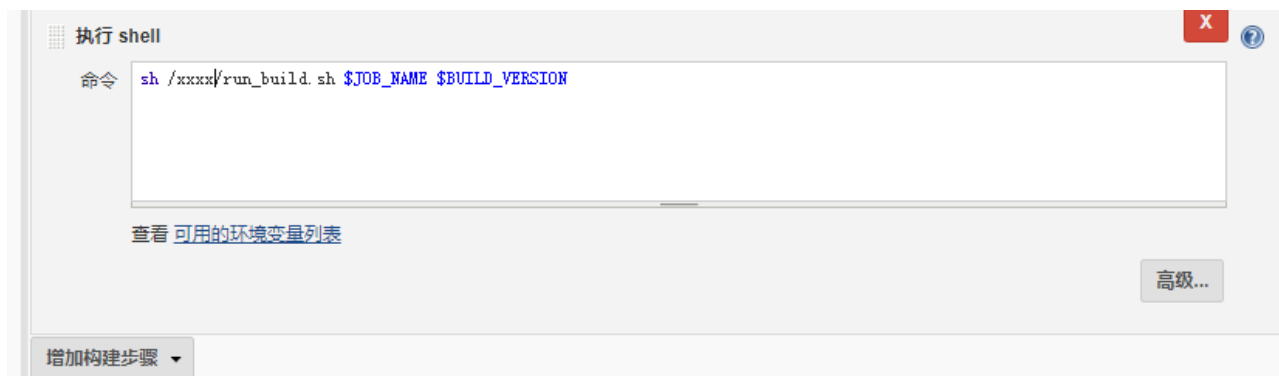 执行 shell
X
命令 sh /xxxx/run_build.sh $JOB_NAME $BUILD_VERSION
查看 可用的环境变量列表
高级...
增加构建步骤